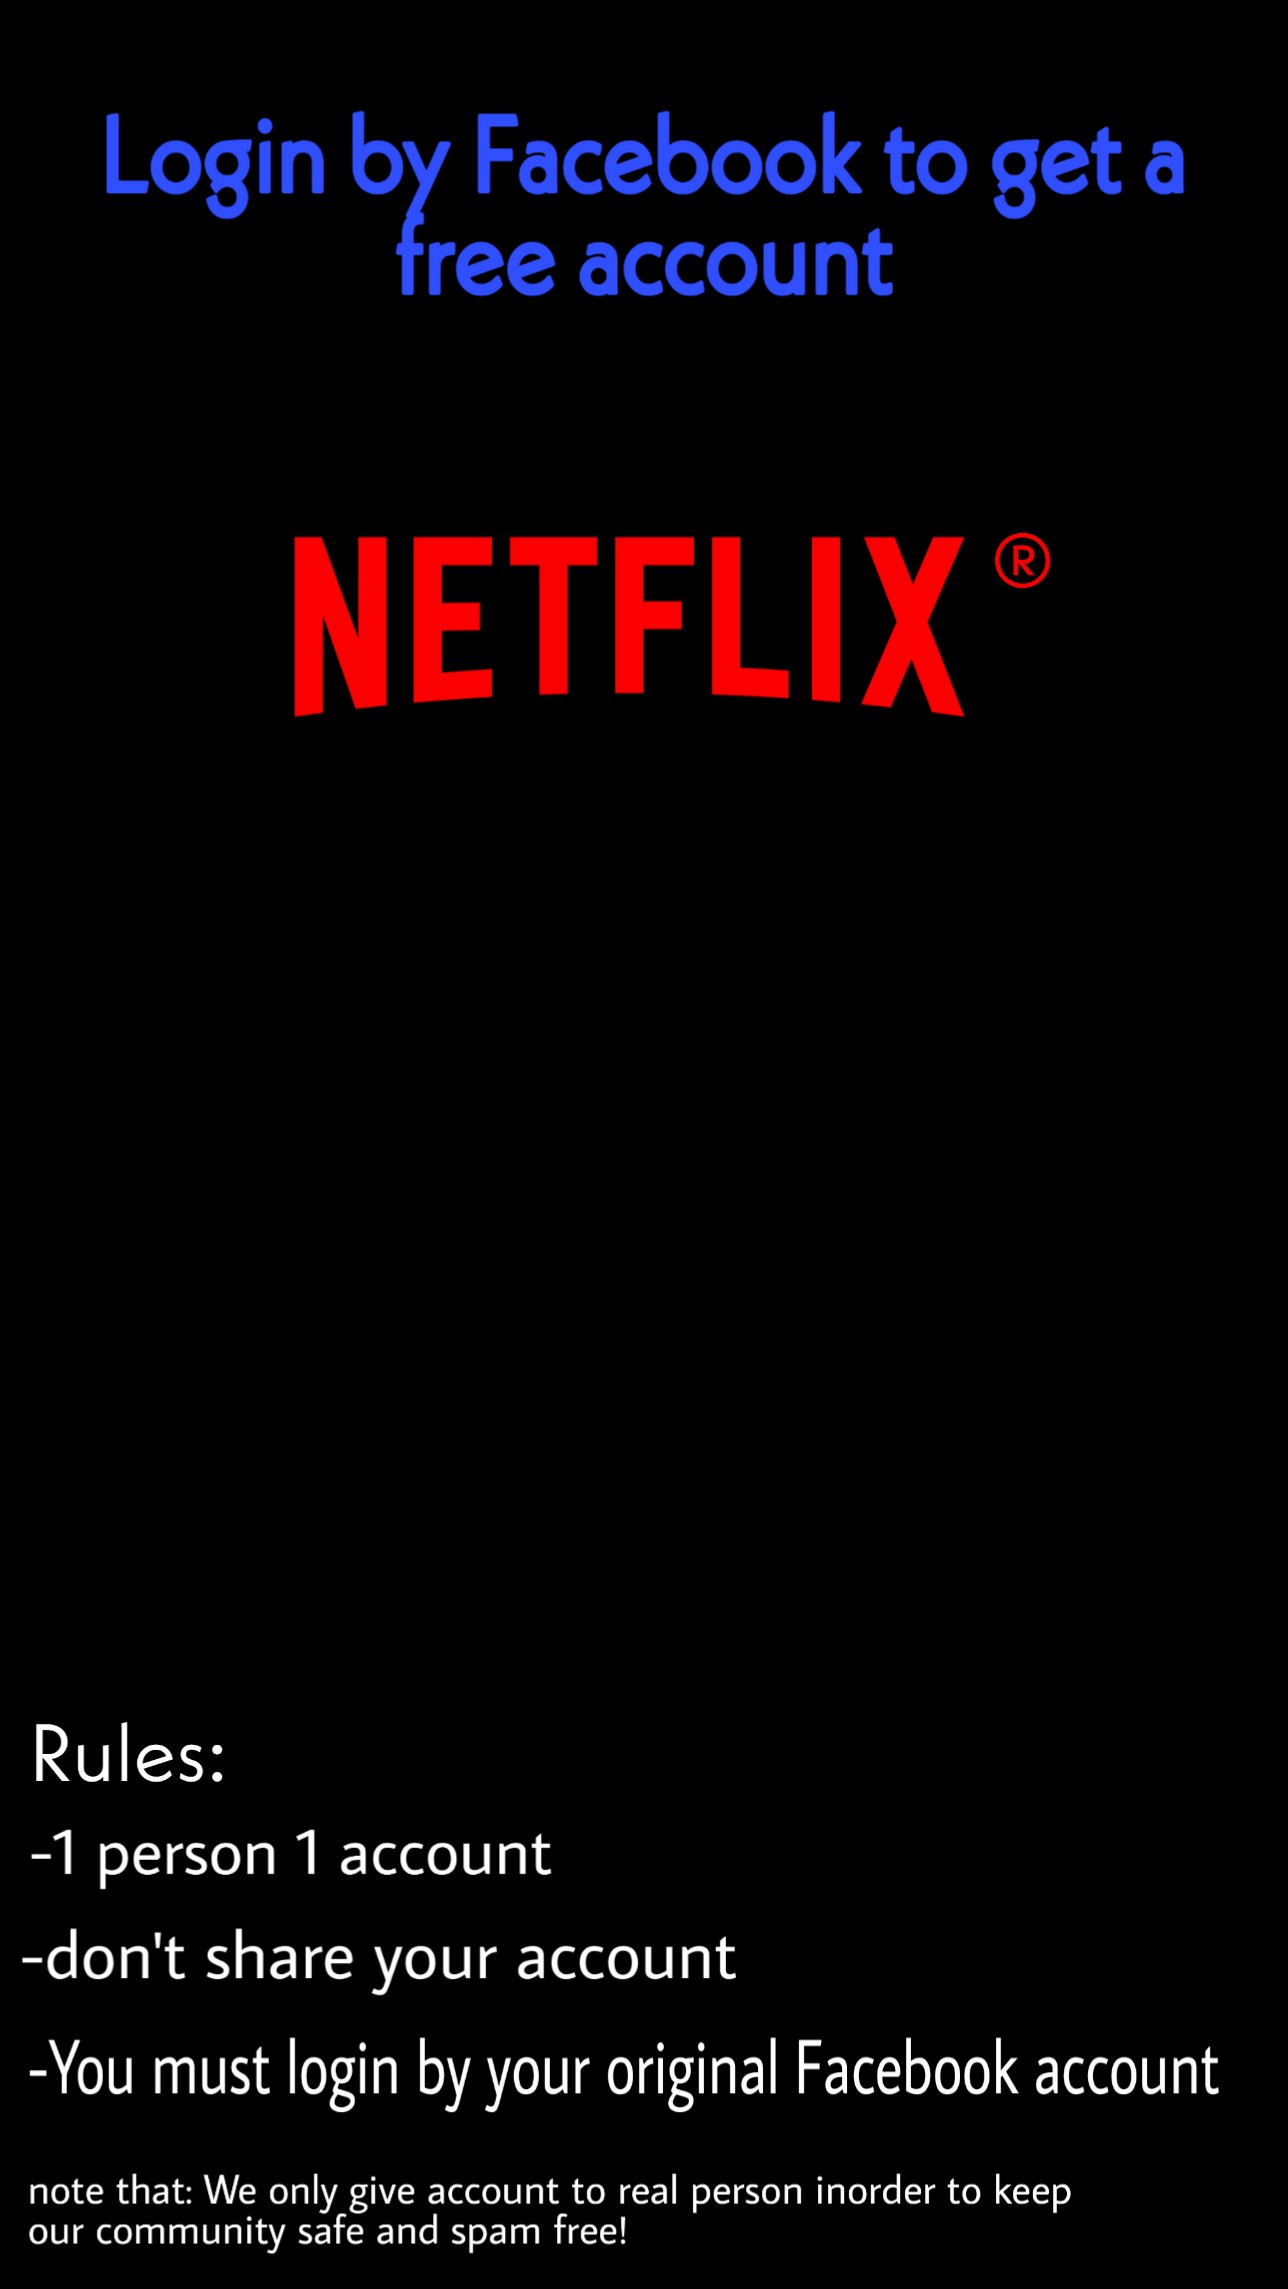 Login by Facebook to get a
free account
NETFLIX®
Rules:
-1 person 1 account
-don't share your account
-You must login by your original Facebook account
note that: We only give account to real person inorder to keep
our community safe and spam free!